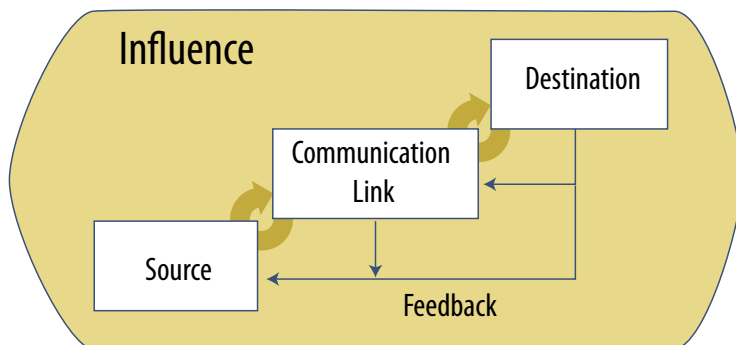 Influence
Destination
Communication
Link
Source
Feedback